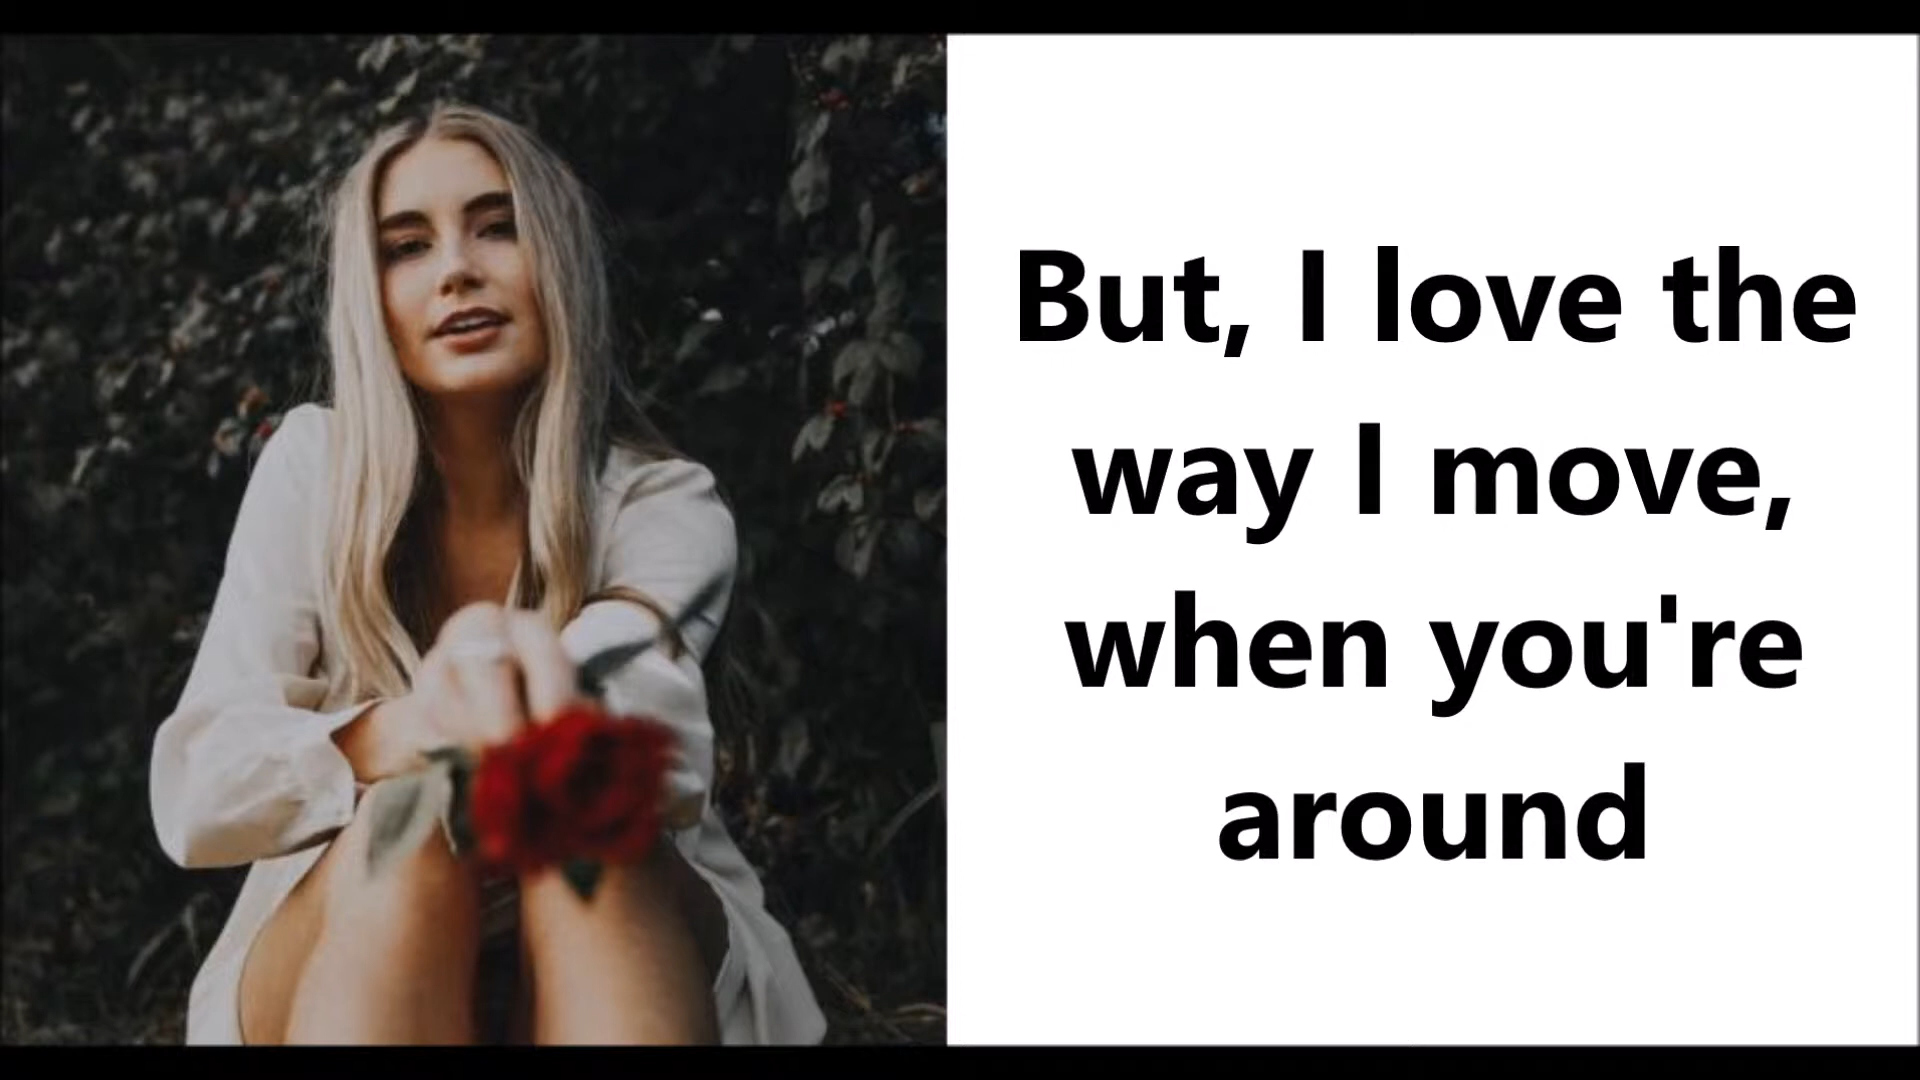 But, I love the
way I move,
when you're
around